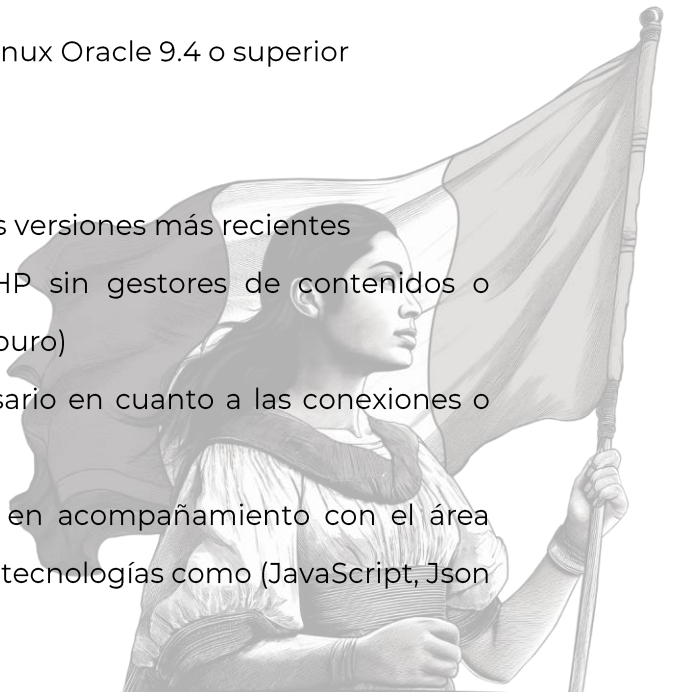 nux Oracle 9.4 o superior
s versiones más recientes
HP sin gestores de contenidos o
puro)
sario en cuanto a las conexiones o
en acompañamiento con el área
tecnologías como (JavaScript, Json